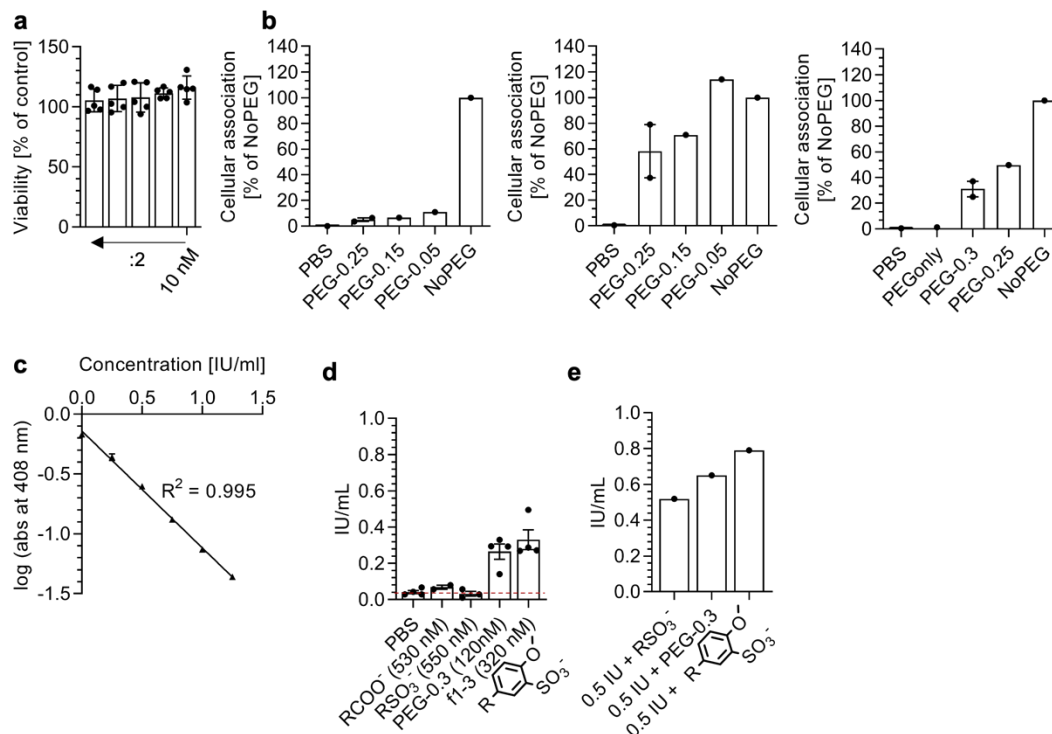 a
Viability [% of control]
150
100
50
0
:2
10 nM
b
Cellular association
[% of NoPEG]
140
120
100
80
60
40
20
0
PBS
PEG-0.25
PEG-0.15
PEG-0.05
NoPEG
Cellular association
[% of NoPEG]
140
120
100
80
60
40
20
0
PBS
PEG-0.25
PEG-0.15
PEG-0.05
NoPEG
Cellular association
[% of NoPEG]
140
120
100
80
60
40
20
0
PBS
PEGonly
PEG-0.3
PEG-0.25
NoPEG
c
Concentration [IU/ml]
0.0 0.5 1.0 1.5
log (abs at 408 nm)
0.0
-0.5
-1.0
-1.5
R² = 0.995
d
IU/mL
1.0
0.8
0.6
0.4
0.2
0.0
PBS
RCOO⁻ (530 nM)
RSO₃⁻ (550 nM)
PEG-0.3 (120nM)
f1-3 (320 nM)
R
O
SO₃⁻
e
IU/mL
1.0
0.8
0.6
0.4
0.2
0.0
0.5 IU + RSO₃⁻
0.5 IU + PEG-0.3
0.5 IU +
R
O
SO₃⁻